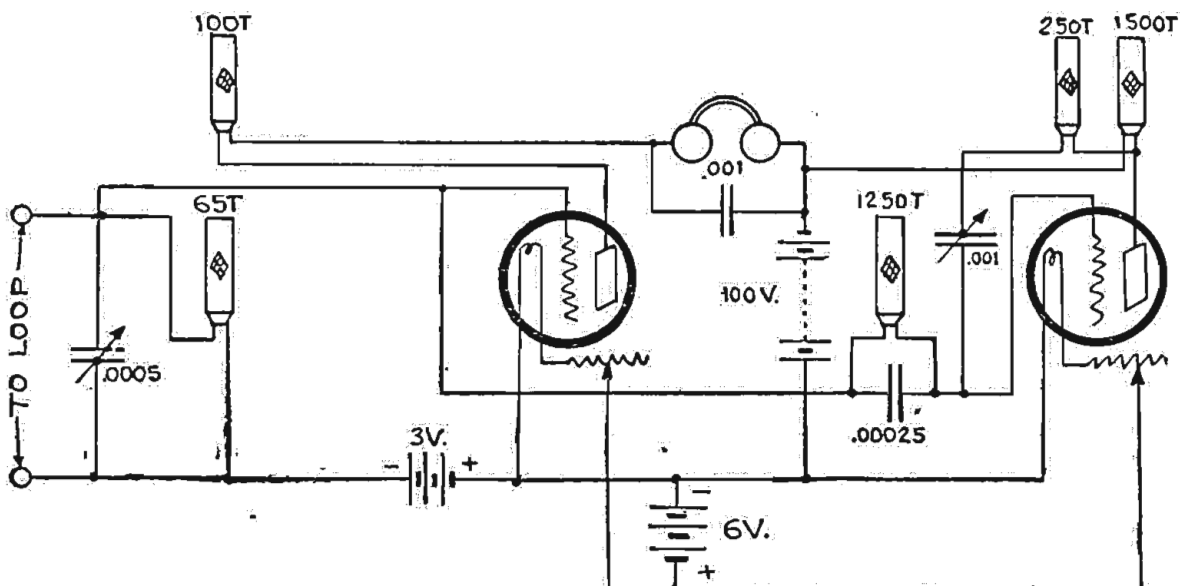 100T
250T
1500T
.001
65T
1250T
.001
100V.
TO LOOP
.0005
.00025
- 3V. +
-
6V.
+